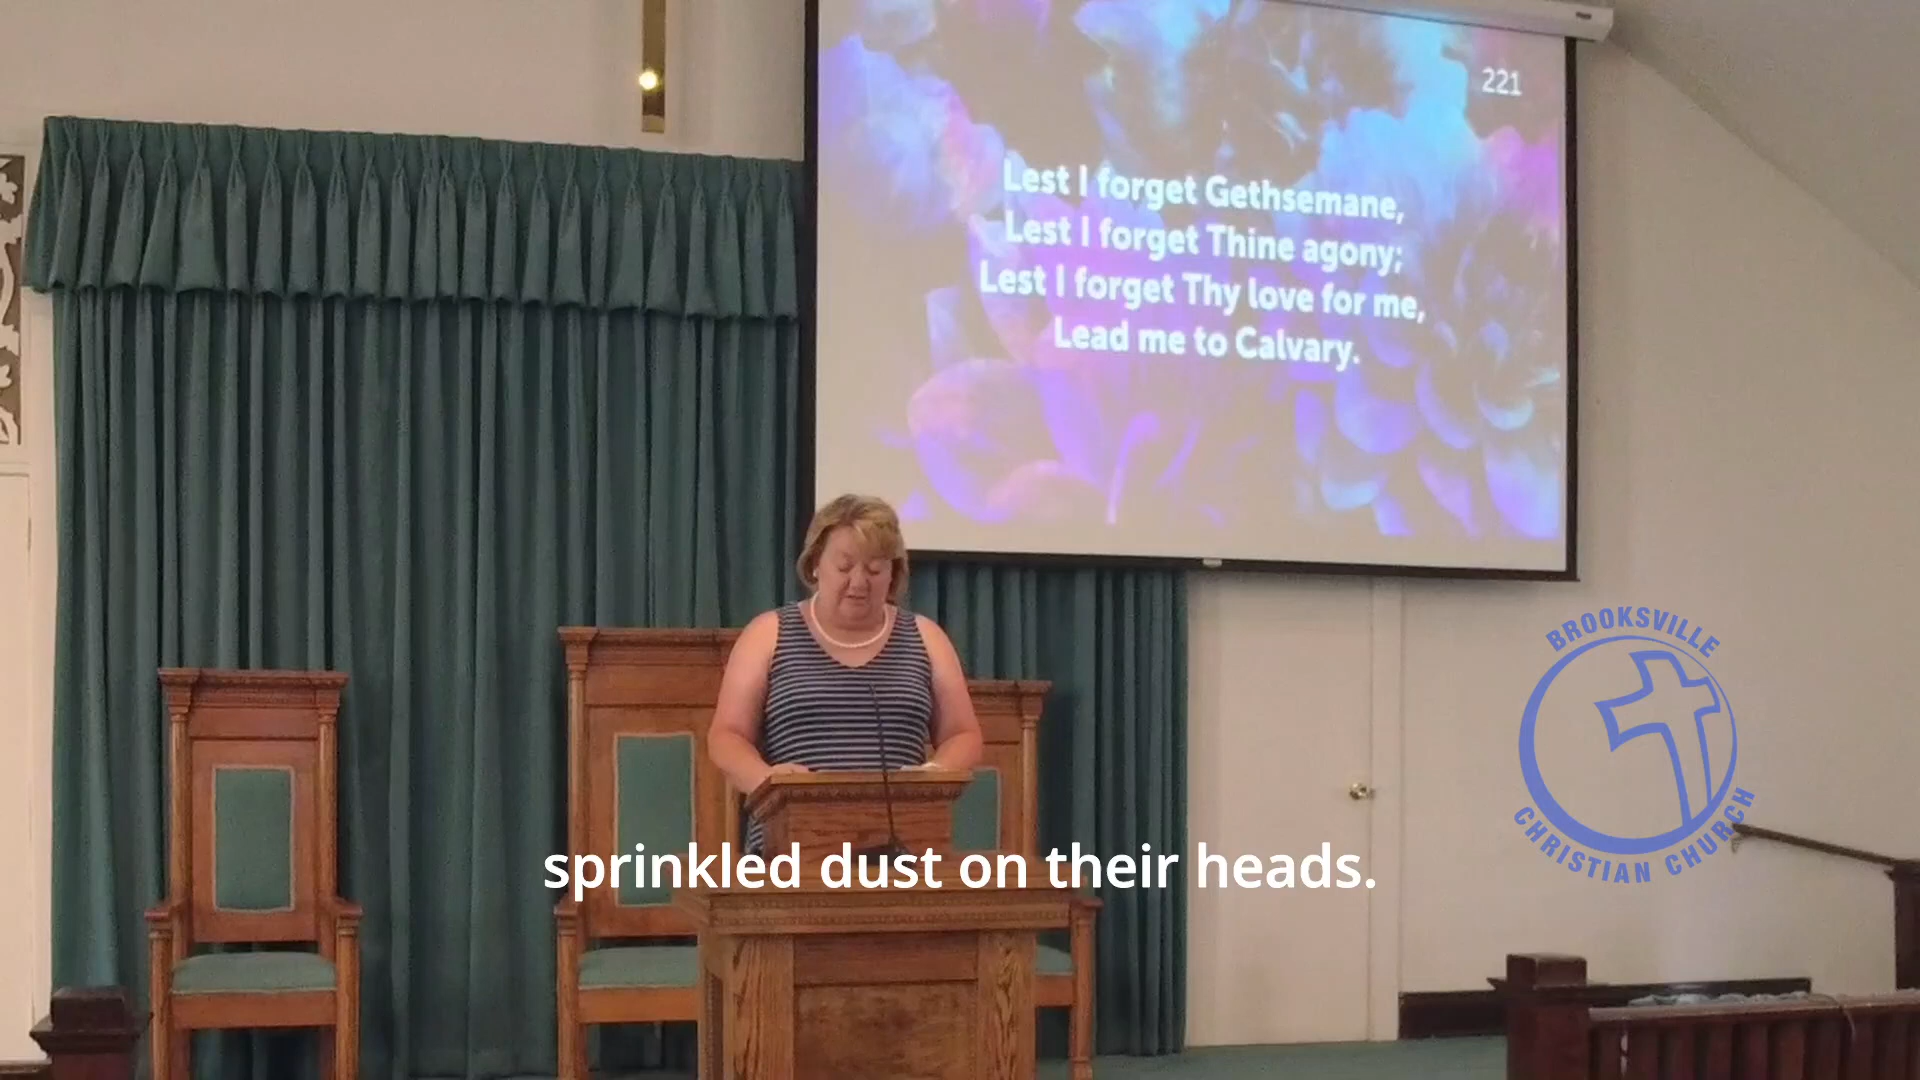 221
Lest I forget Gethsemane,
Lest I forget Thine agony;
Lest I forget Thy love for me,
Lead me to Calvary.
BROOKSVILLE
CHRISTIAN CHURCH
sprinkled dust on their heads.